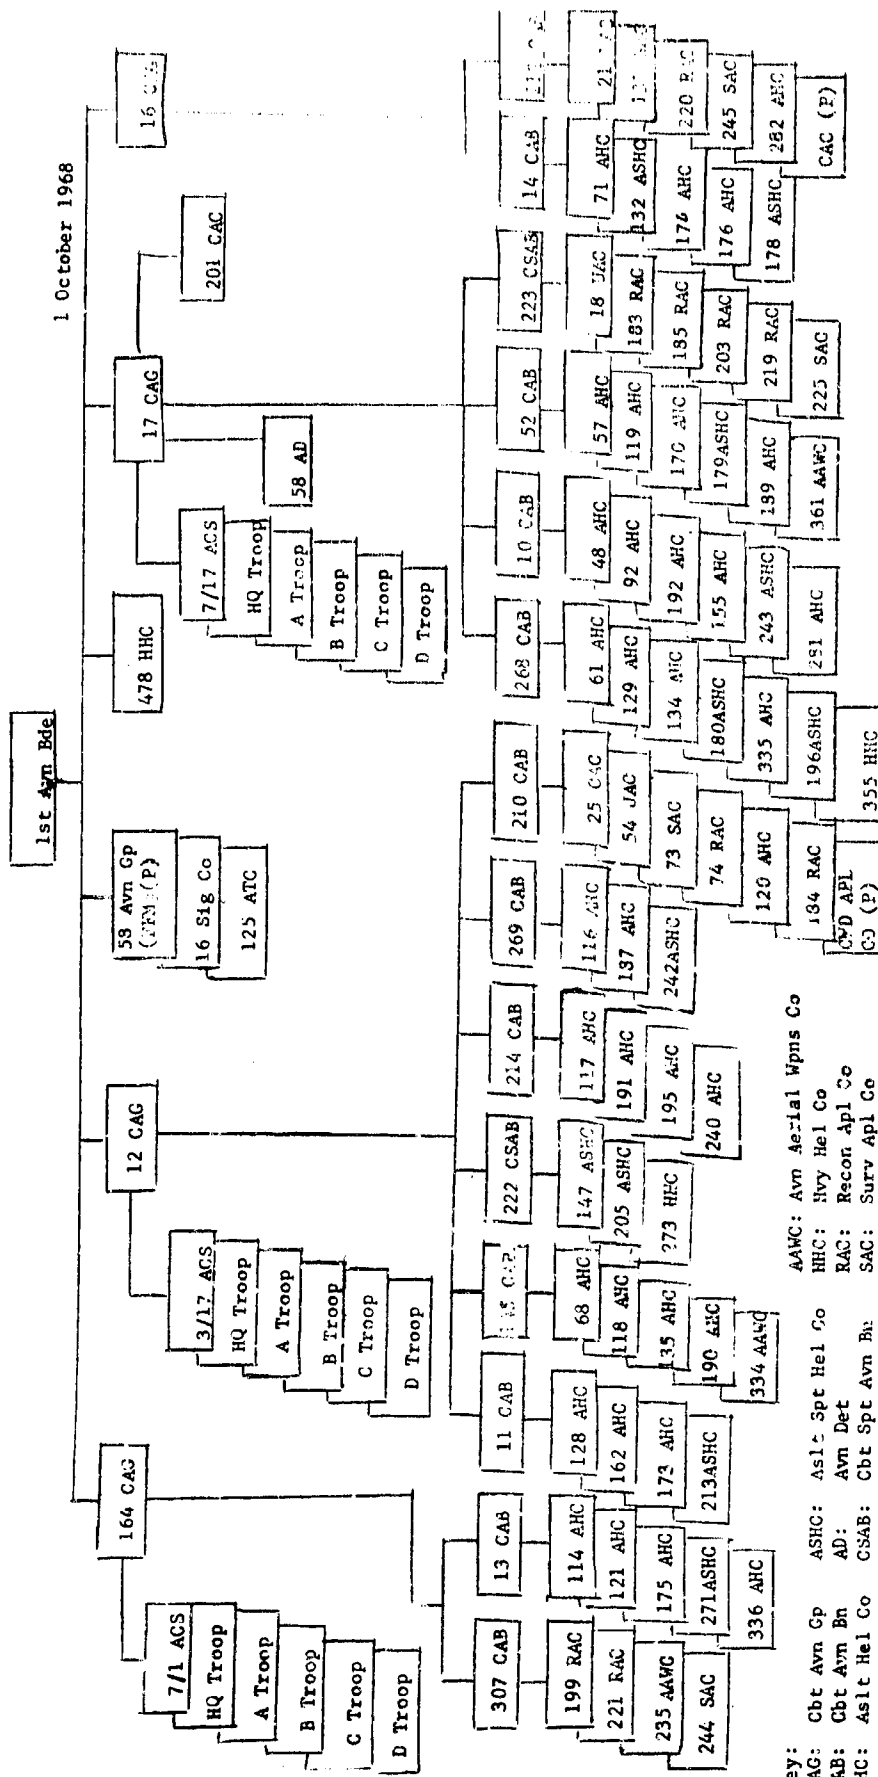 1 October 1968
1st Avn Bde
164 CAG
12 CAG
58 Avn Gp
(P)
16 Sig Co
125 ATC
478 HHC
17 CAG
201 CAC
16
7/1 ACS
HQ Troop
A Troop
B Troop
C Troop
D Troop
3/17 ACS
HQ Troop
A Troop
B Troop
C Troop
D Troop
7/17 ACS
HQ Troop
A Troop
B Troop
C Troop
D Troop
58 AD
307 CAB
199 RAC
221 RAC
235 AAWC
244 SAC
13 CAB
114 AHC
121 AHC
175 AHC
271ASHC
336 AHC
11 CAB
128 AHC
162 AHC
173 AHC
213ASHC
CAB
68 AHC
118 AHC
135 AHC
190 AHC
334 AAWC
222 CSAB
147 ASHC
205 ASHC
273 HHC
214 CAB
117 AHC
191 AHC
195 AHC
240 AHC
269 CAB
116 AHC
187 AHC
242ASHC
210 CAB
25 CAC
54 UAC
73 SAC
74 RAC
120 AHC
184 RAC
CMD APL
CO (P)
268 CAB
61 AHC
129 AHC
134 AHC
180ASHC
335 AHC
196ASHC
355 HHC
10 CAB
48 AHC
92 AHC
192 AHC
155 AHC
243 ASHC
281 AHC
52 CAB
57 AHC
119 AHC
170 AHC
179ASHC
189 AHC
361 AAWC
223 CSAB
18 UAC
183 RAC
185 RAC
203 RAC
219 RAC
225 SAC
14 CAB
71 AHC
132 ASHC
174 AHC
176 AHC
178 ASHC
21
220 RAC
245 SAC
282 AHC
CAC (P)
ey:
AG: Cbt Avn Gp
AB: Cbt Avn Bn
HC: Aslt Hel Co
ASHC: Aslt Spt Hel Co
AD: Avn Det
CSAB: Cbt Spt Avn Bn
AAWC: Avn Aerial Wpns Co
HHC: Hvy Hel Co
RAC: Recon Apl Co
SAC: Surv Apl Co